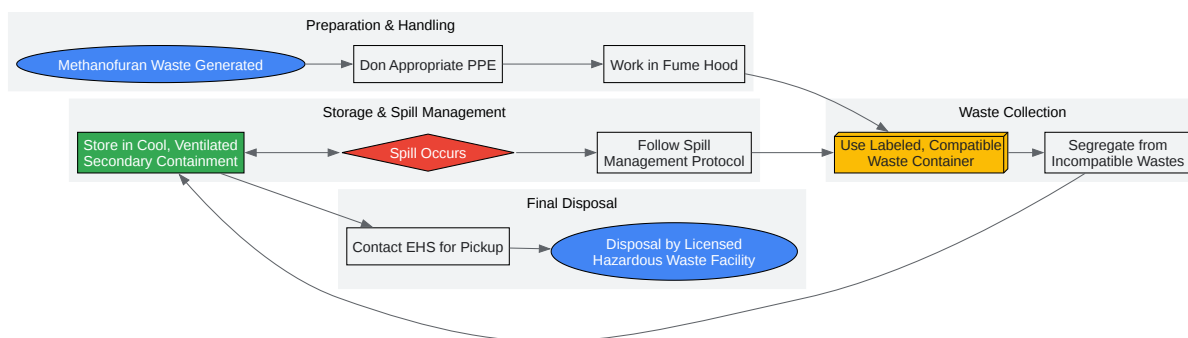 Preparation & Handling
Methanofuran Waste Generated
Don Appropriate PPE
Work in Fume Hood
Storage & Spill Management
Store in Cool, Ventilated
Secondary Containment
Spill Occurs
Follow Spill
Management Protocol
Waste Collection
Use Labeled, Compatible
Waste Container
Segregate from
Incompatible Wastes
Final Disposal
Contact EHS for Pickup
Disposal by Licensed
Hazardous Waste Facility